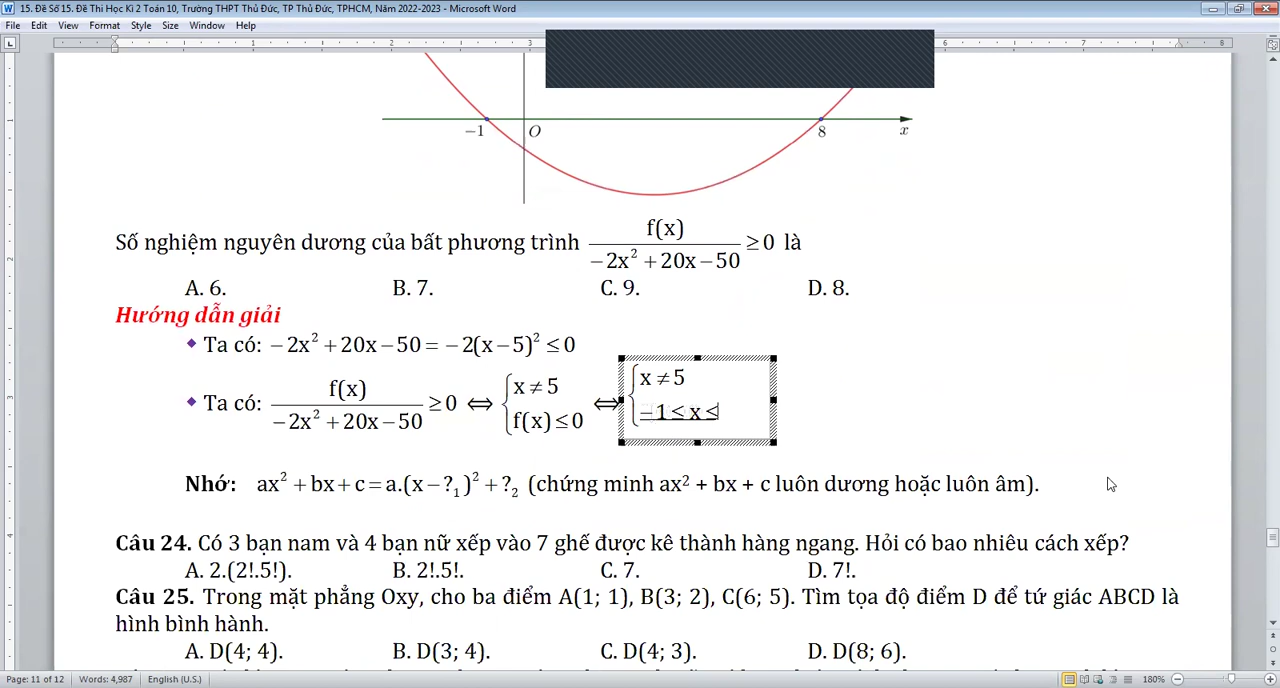 15. Đề Số 15. Đề Thi Học Kì 2 Toán 10, Trường THPT Thủ Đức, TP Thủ Đức, TPHCM, Năm 2022-2023 - Microsoft Word
File Edit View Format Style Size Window Help
1 2 3 6 7 8
−1 O 8 x
Số nghiệm nguyên dương của bất phương trình f(x)/(−2x² + 20x − 50) ≥ 0 là
A. 6. B. 7. C. 9. D. 8.
Hướng dẫn giải
◆ Ta có: −2x² + 20x − 50 = −2(x − 5)² ≤ 0
◆ Ta có: f(x)/(−2x² + 20x − 50) ≥ 0 ⇔ { x ≠ 5 f(x) ≤ 0 ⇔ { x ≠ 5 −1 ≤ x ≤
Nhớ: ax² + bx + c = a.(x − ?₁)² + ?₂ (chứng minh ax² + bx + c luôn dương hoặc luôn âm).
Câu 24. Có 3 bạn nam và 4 bạn nữ xếp vào 7 ghế được kê thành hàng ngang. Hỏi có bao nhiêu cách xếp?
A. 2.(2!.5!). B. 2!.5!. C. 7. D. 7!.
Câu 25. Trong mặt phẳng Oxy, cho ba điểm A(1; 1), B(3; 2), C(6; 5). Tìm tọa độ điểm D để tứ giác ABCD là
hình bình hành.
A. D(4; 4). B. D(3; 4). C. D(4; 3). D. D(8; 6).
Page: 11 of 12 Words: 4,987 English (U.S.) 180%